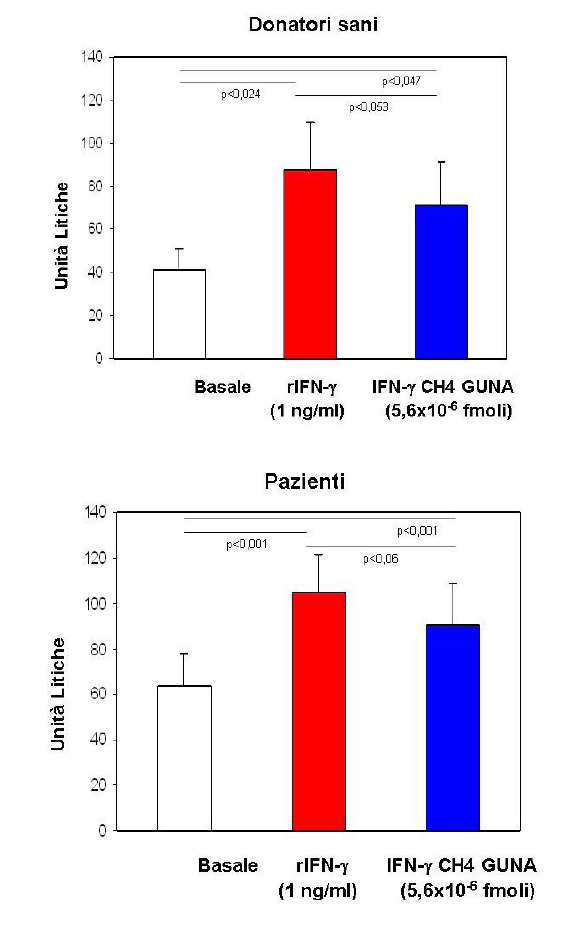 Donatori sani
140
120
100
80
60
40
20
0
Unità Litiche
p<0,047
p<0,024
p<0,053
Basale rIFN-γ IFN-γ CH4 GUNA
(1 ng/ml) (5,6x10⁻⁶ fmoli)
Pazienti
140
120
100
80
60
40
20
0
Unità Litiche
p<0,001
p<0,001
p<0,06
Basale rIFN-γ IFN-γ CH4 GUNA
(1 ng/ml) (5,6x10⁻⁶ fmoli)